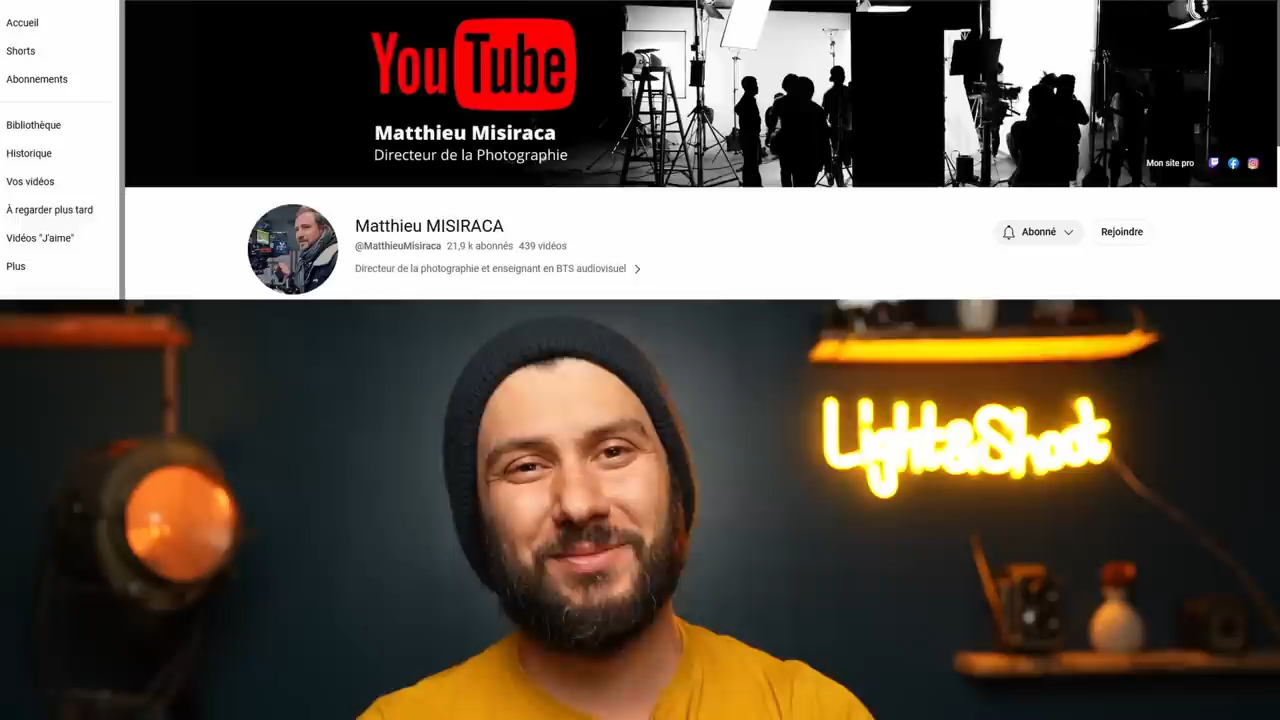 Accueil
Shorts
Abonnements
Bibliothèque
Historique
Vos vidéos
À regarder plus tard
Vidéos "J'aime"
Plus
YouTube
Matthieu Misiraca
Directeur de la Photographie
Mon site pro
Matthieu MISIRACA
@MatthieuMisiraca 21,9 k abonnés 439 vidéos
Directeur de la photographie et enseignant en BTS audiovisuel
Abonné
Rejoindre
Light&Shoot